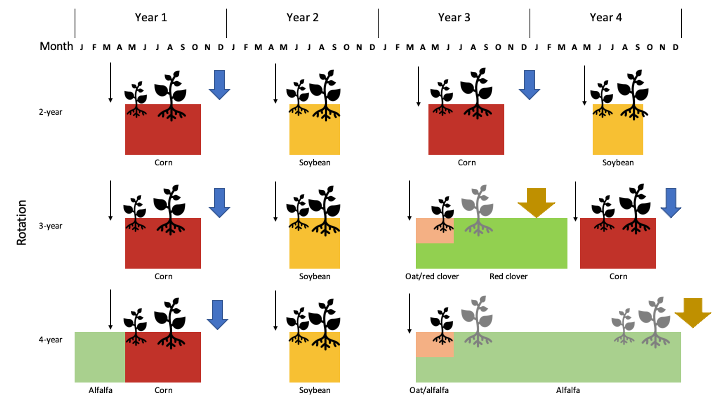 Year 1 Year 2 Year 3 Year 4
Month J F M A M J J A S O N D J F M A M J J A S O N D J F M A M J J A S O N D J F M A M J J A S O N D
2-year
Corn Soybean Corn Soybean
Rotation
3-year
Corn Soybean Oat/red clover Red clover Corn
4-year
Alfalfa Corn Soybean Oat/alfalfa Alfalfa